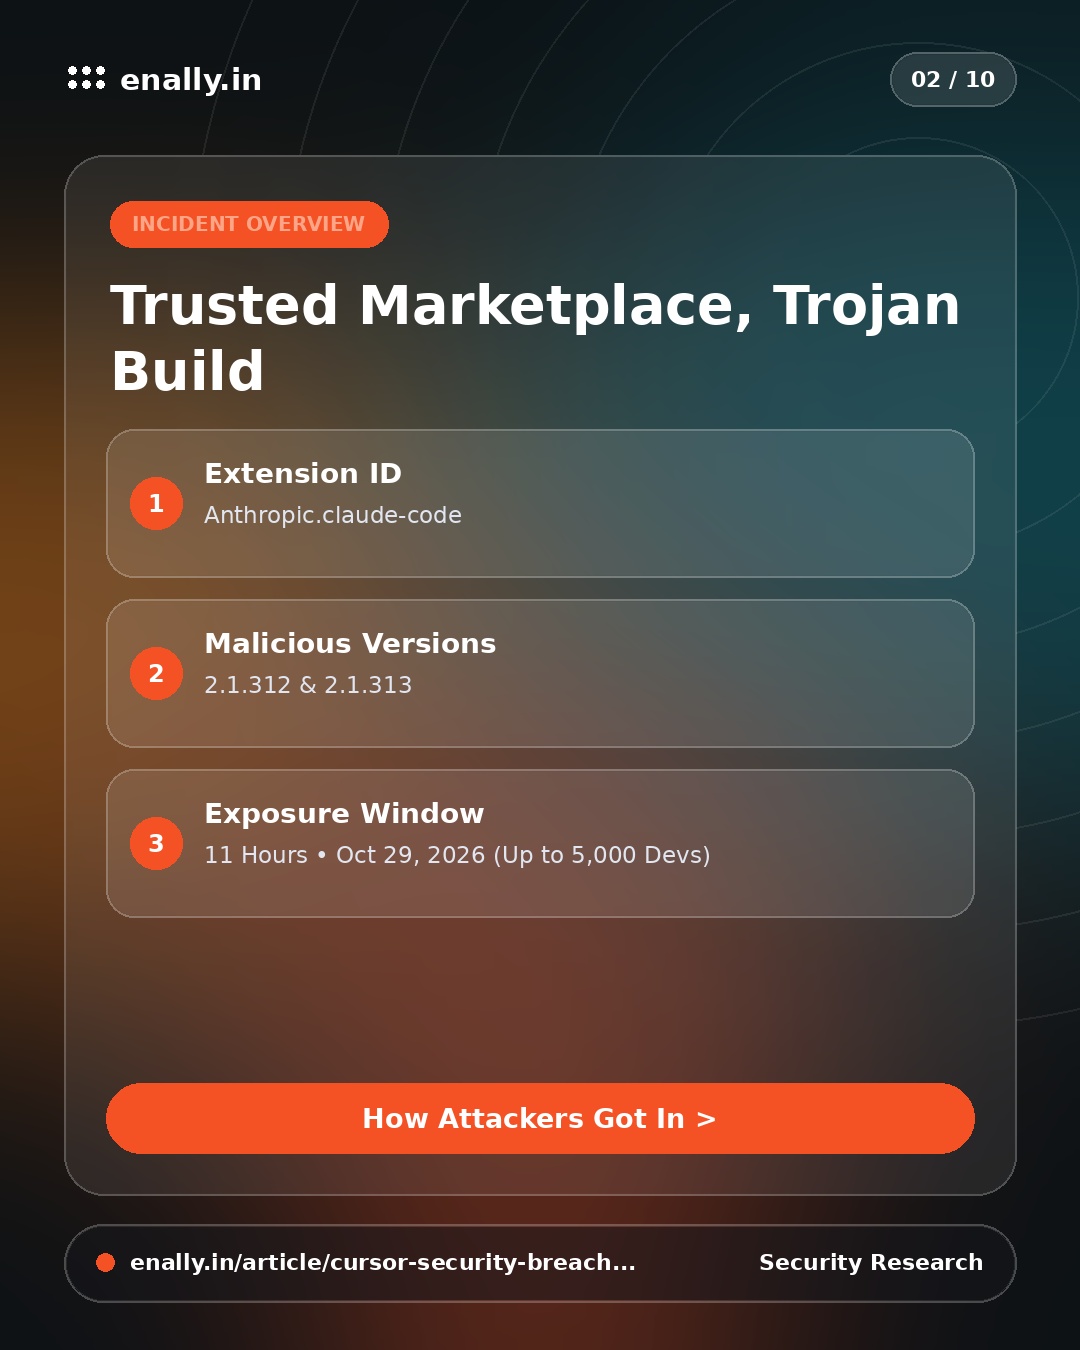 enally.in
02 / 10
INCIDENT OVERVIEW
Trusted Marketplace, Trojan
Build
1
Extension ID
Anthropic.claude-code
2
Malicious Versions
2.1.312 & 2.1.313
3
Exposure Window
11 Hours • Oct 29, 2026 (Up to 5,000 Devs)
How Attackers Got In >
enally.in/article/cursor-security-breach...
Security Research